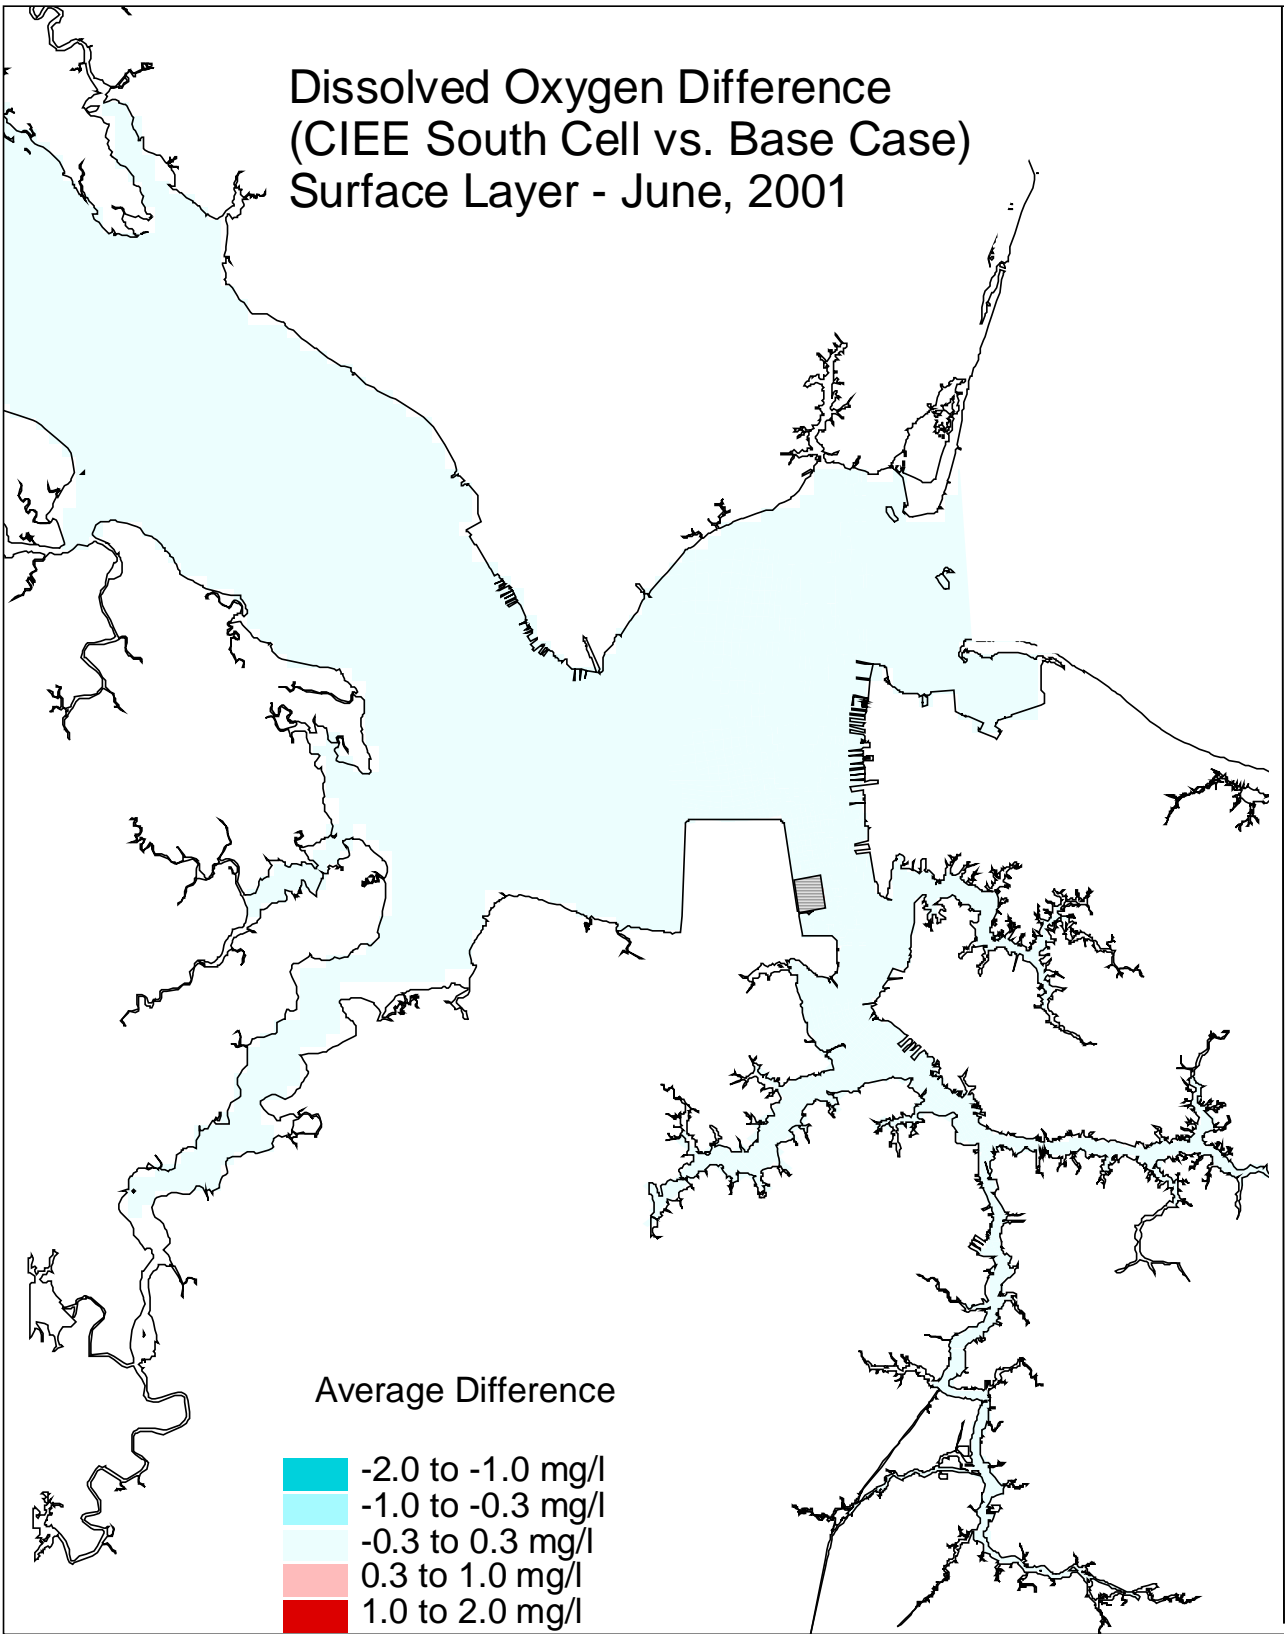 Dissolved Oxygen Difference
(CIEE South Cell vs. Base Case)
Surface Layer - June, 2001
Average Difference
-2.0 to -1.0 mg/l
-1.0 to -0.3 mg/l
-0.3 to 0.3 mg/l
0.3 to 1.0 mg/l
1.0 to 2.0 mg/l